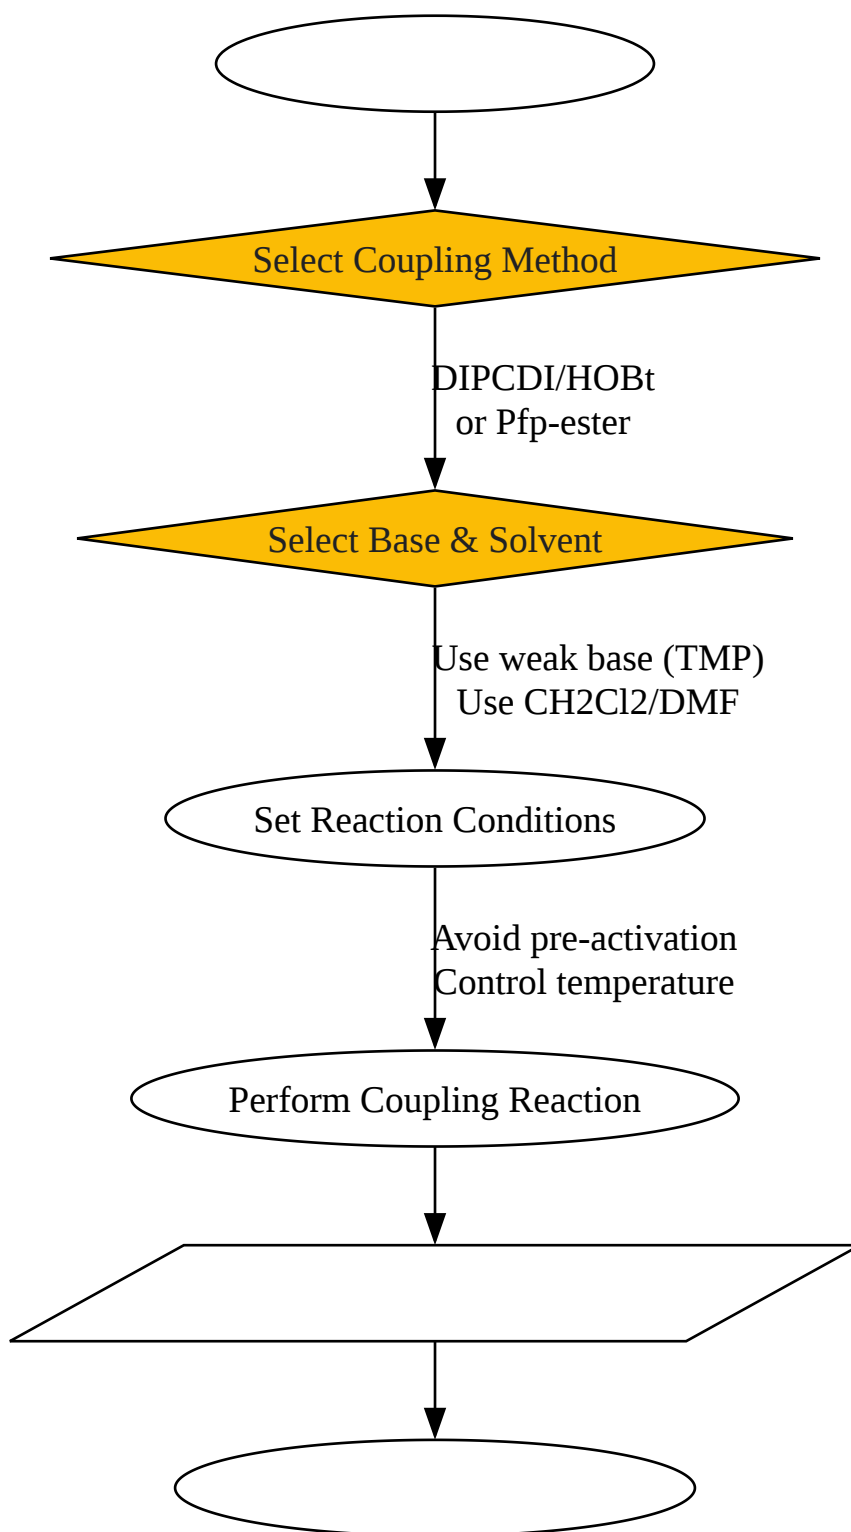 Select Coupling Method
DIPCDI/HOBt
or Pfp-ester
Select Base & Solvent
Use weak base (TMP)
Use CH2Cl2/DMF
Set Reaction Conditions
Avoid pre-activation
Control temperature
Perform Coupling Reaction